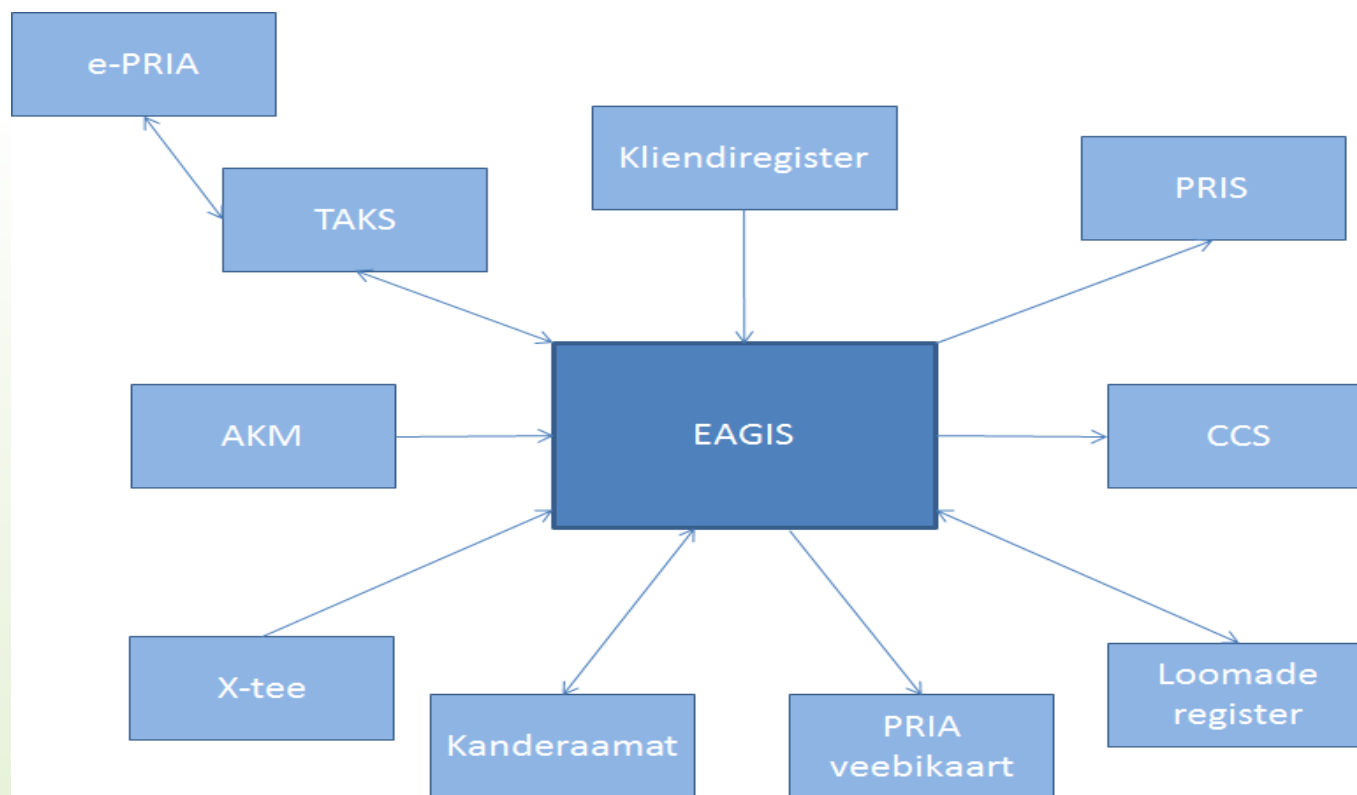 e-PRIA
Kliendiregister
PRIS
TAKS
AKM
EAGIS
CCS
X-tee
Kanderaamat
PRIA
veebikaart
Loomade
register